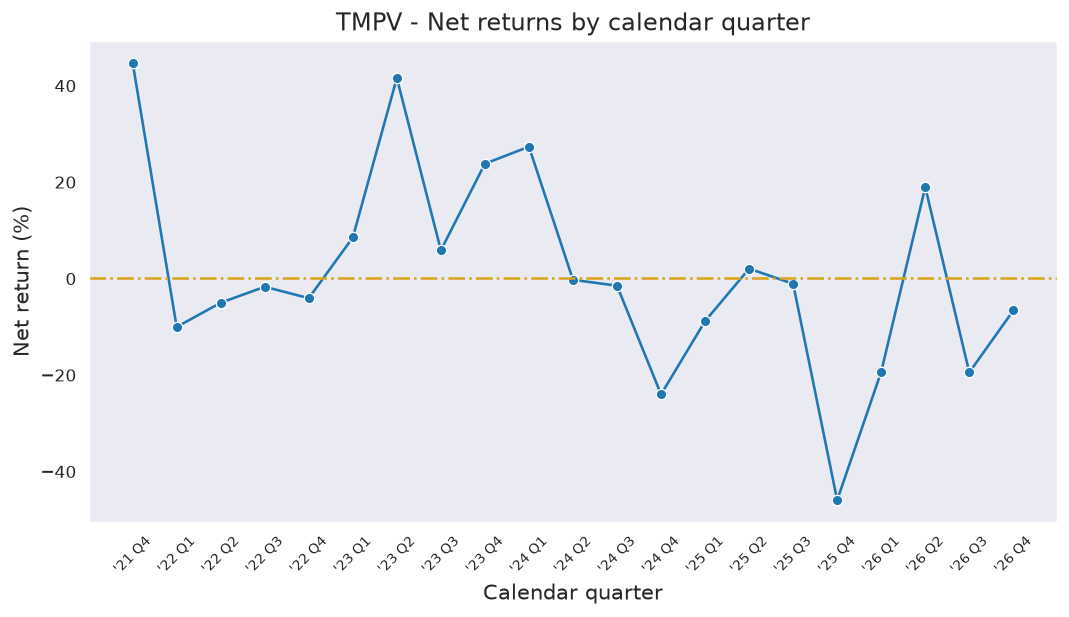 TMPV - Net returns by calendar quarter
Net return (%)
40
20
0
−20
−40
'21 Q4
'22 Q1
'22 Q2
'22 Q3
'22 Q4
'23 Q1
'23 Q2
'23 Q3
'23 Q4
'24 Q1
'24 Q2
'24 Q3
'24 Q4
'25 Q1
'25 Q2
'25 Q3
'25 Q4
'26 Q1
'26 Q2
'26 Q3
'26 Q4
Calendar quarter